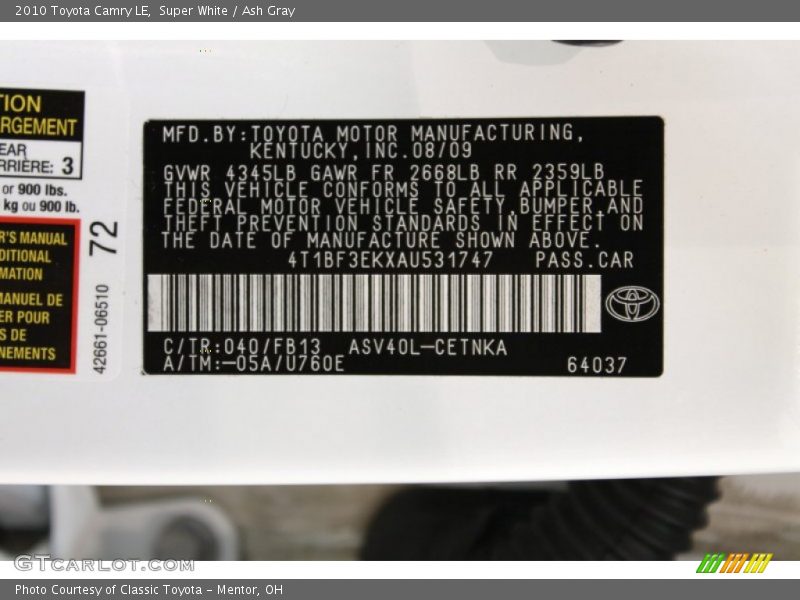 2010 Toyota Camry LE, Super White / Ash Gray
TION
RGEMENT
EAR
RRIÈRE: 3
or 900 lbs.
kg ou 900 lb.
R'S MANUAL
DITIONAL
MATION
MANUEL DE
ER POUR
S DE
NEMENTS
72
42661-06510
MFD.BY:TOYOTA MOTOR MANUFACTURING,
KENTUCKY,INC.08/09
GVWR 4345LB GAWR FR 2668LB RR 2359LB
THIS VEHICLE CONFORMS TO ALL APPLICABLE
FEDERAL MOTOR VEHICLE SAFETY,BUMPER,AND
THEFT PREVENTION STANDARDS IN EFFECT ON
THE DATE OF MANUFACTURE SHOWN ABOVE.
4T1BF3EKXAU531747 PASS.CAR
C/TR:040/FB13 ASV40L-CETNKA
A/TM:-05A/U760E 64037
GTCARLOT.COM
Photo Courtesy of Classic Toyota - Mentor, OH